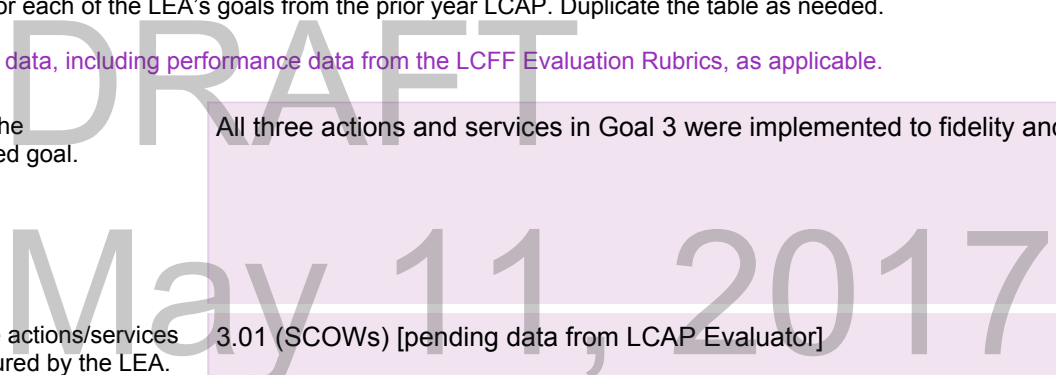 or each of the LEA's goals from the prior year LCAP. Duplicate the table as needed.
DRAFT
data, including performance data from the LCFF Evaluation Rubrics, as applicable.
he
ed goal.
All three actions and services in Goal 3 were implemented to fidelity and
May 11, 2017
actions/services
ured by the LEA.
3.01 (SCOWs) [pending data from LCAP Evaluator]